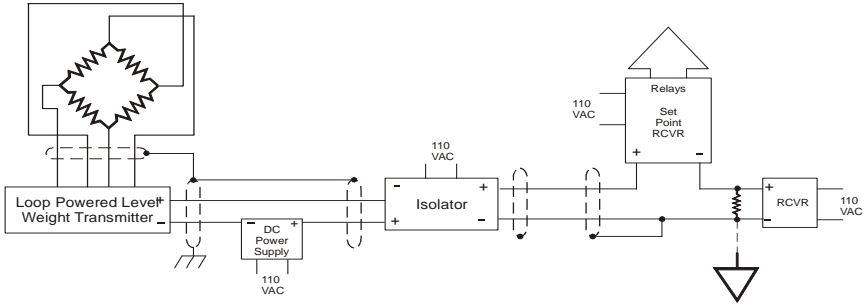 Relays
Set
Point
RCVR
+ -
110
VAC
110
VAC
Loop Powered Level
Weight Transmitter
+
-
- +
DC
Power
Supply
110
VAC
- +
Isolator
+ -
+ 
RCVR
-
110
VAC